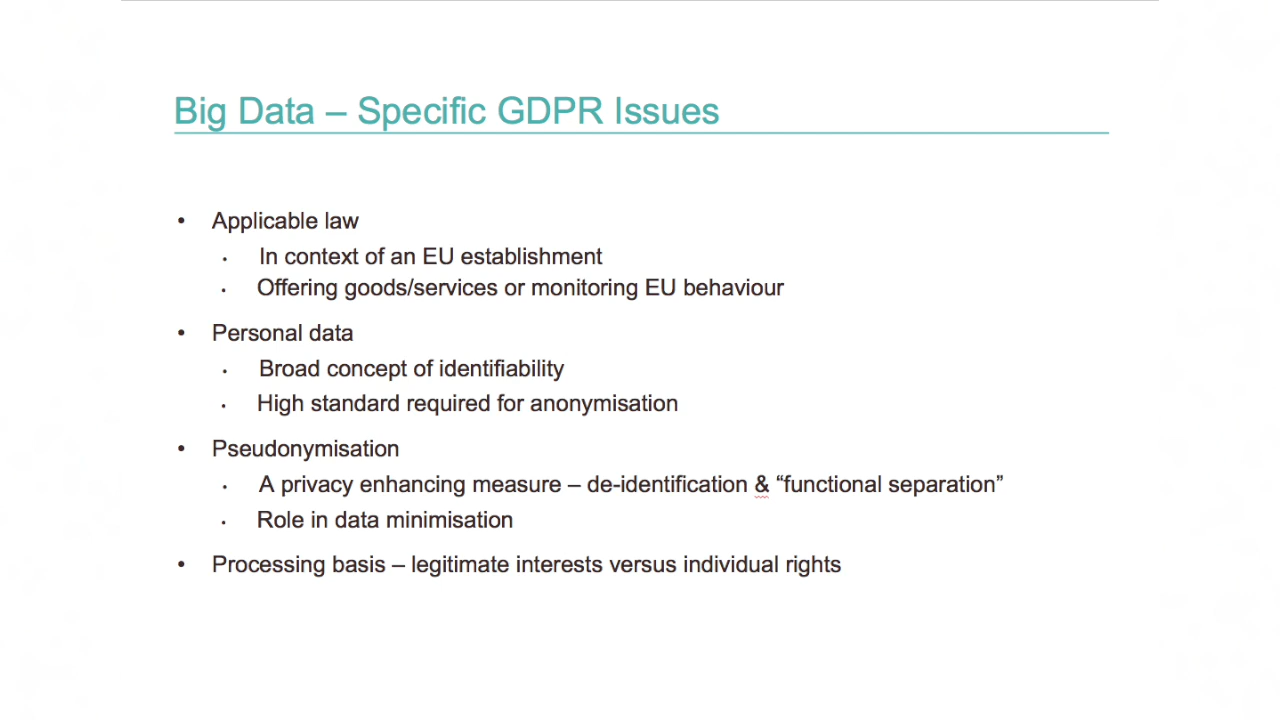 Big Data – Specific GDPR Issues
• Applicable law
• In context of an EU establishment
• Offering goods/services or monitoring EU behaviour
• Personal data
• Broad concept of identifiability
• High standard required for anonymisation
• Pseudonymisation
• A privacy enhancing measure – de-identification & “functional separation”
• Role in data minimisation
• Processing basis – legitimate interests versus individual rights